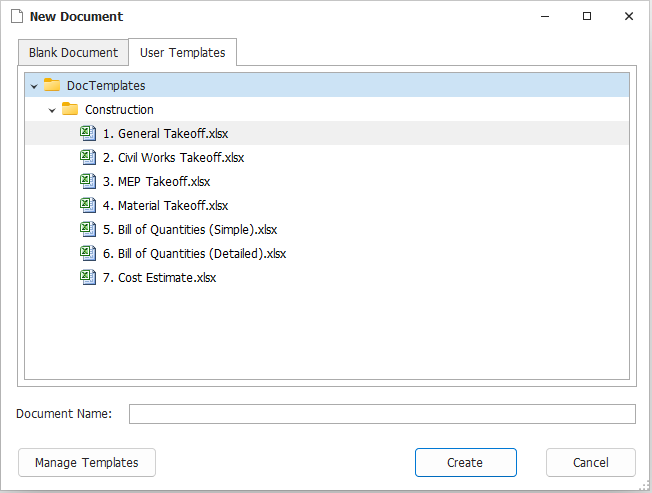 New Document
Blank Document
User Templates
DocTemplates
Construction
1. General Takeoff.xlsx
2. Civil Works Takeoff.xlsx
3. MEP Takeoff.xlsx
4. Material Takeoff.xlsx
5. Bill of Quantities (Simple).xlsx
6. Bill of Quantities (Detailed).xlsx
7. Cost Estimate.xlsx
Document Name:
Manage Templates
Create
Cancel